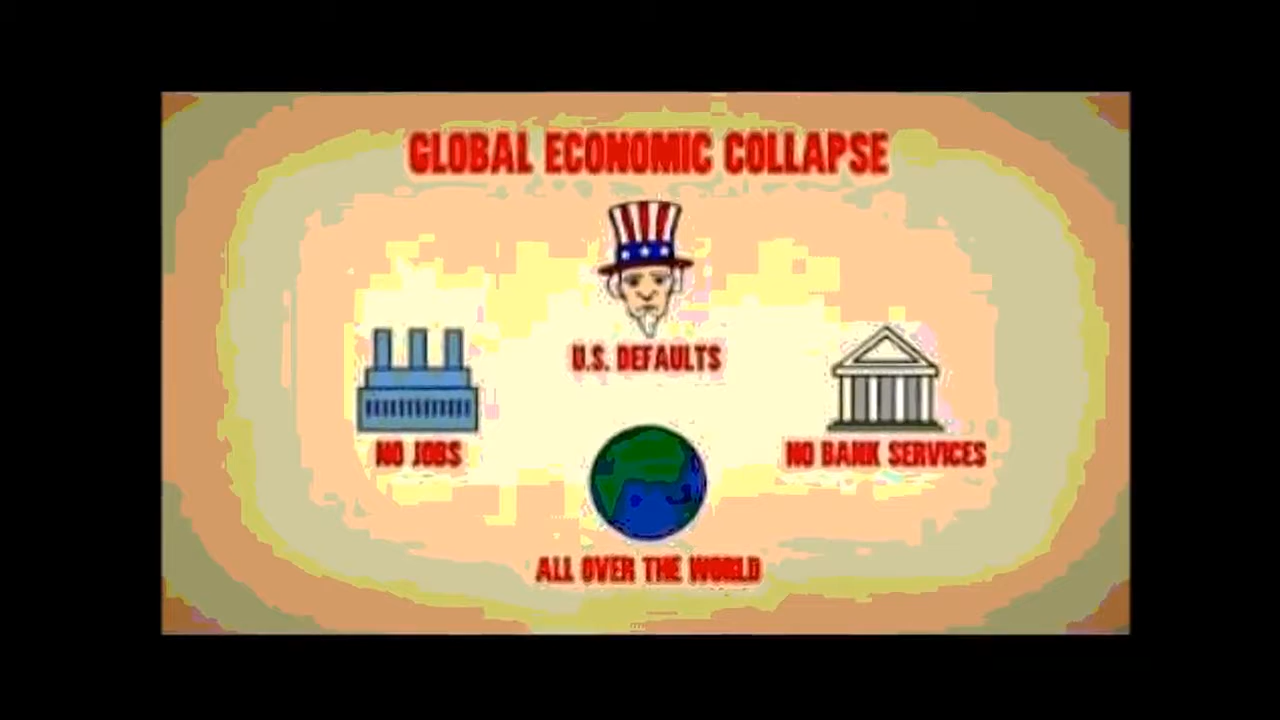 GLOBAL ECONOMIC COLLAPSE
U.S. DEFAULTS
NO JOBS
NO BANK SERVICES
ALL OVER THE WORLD